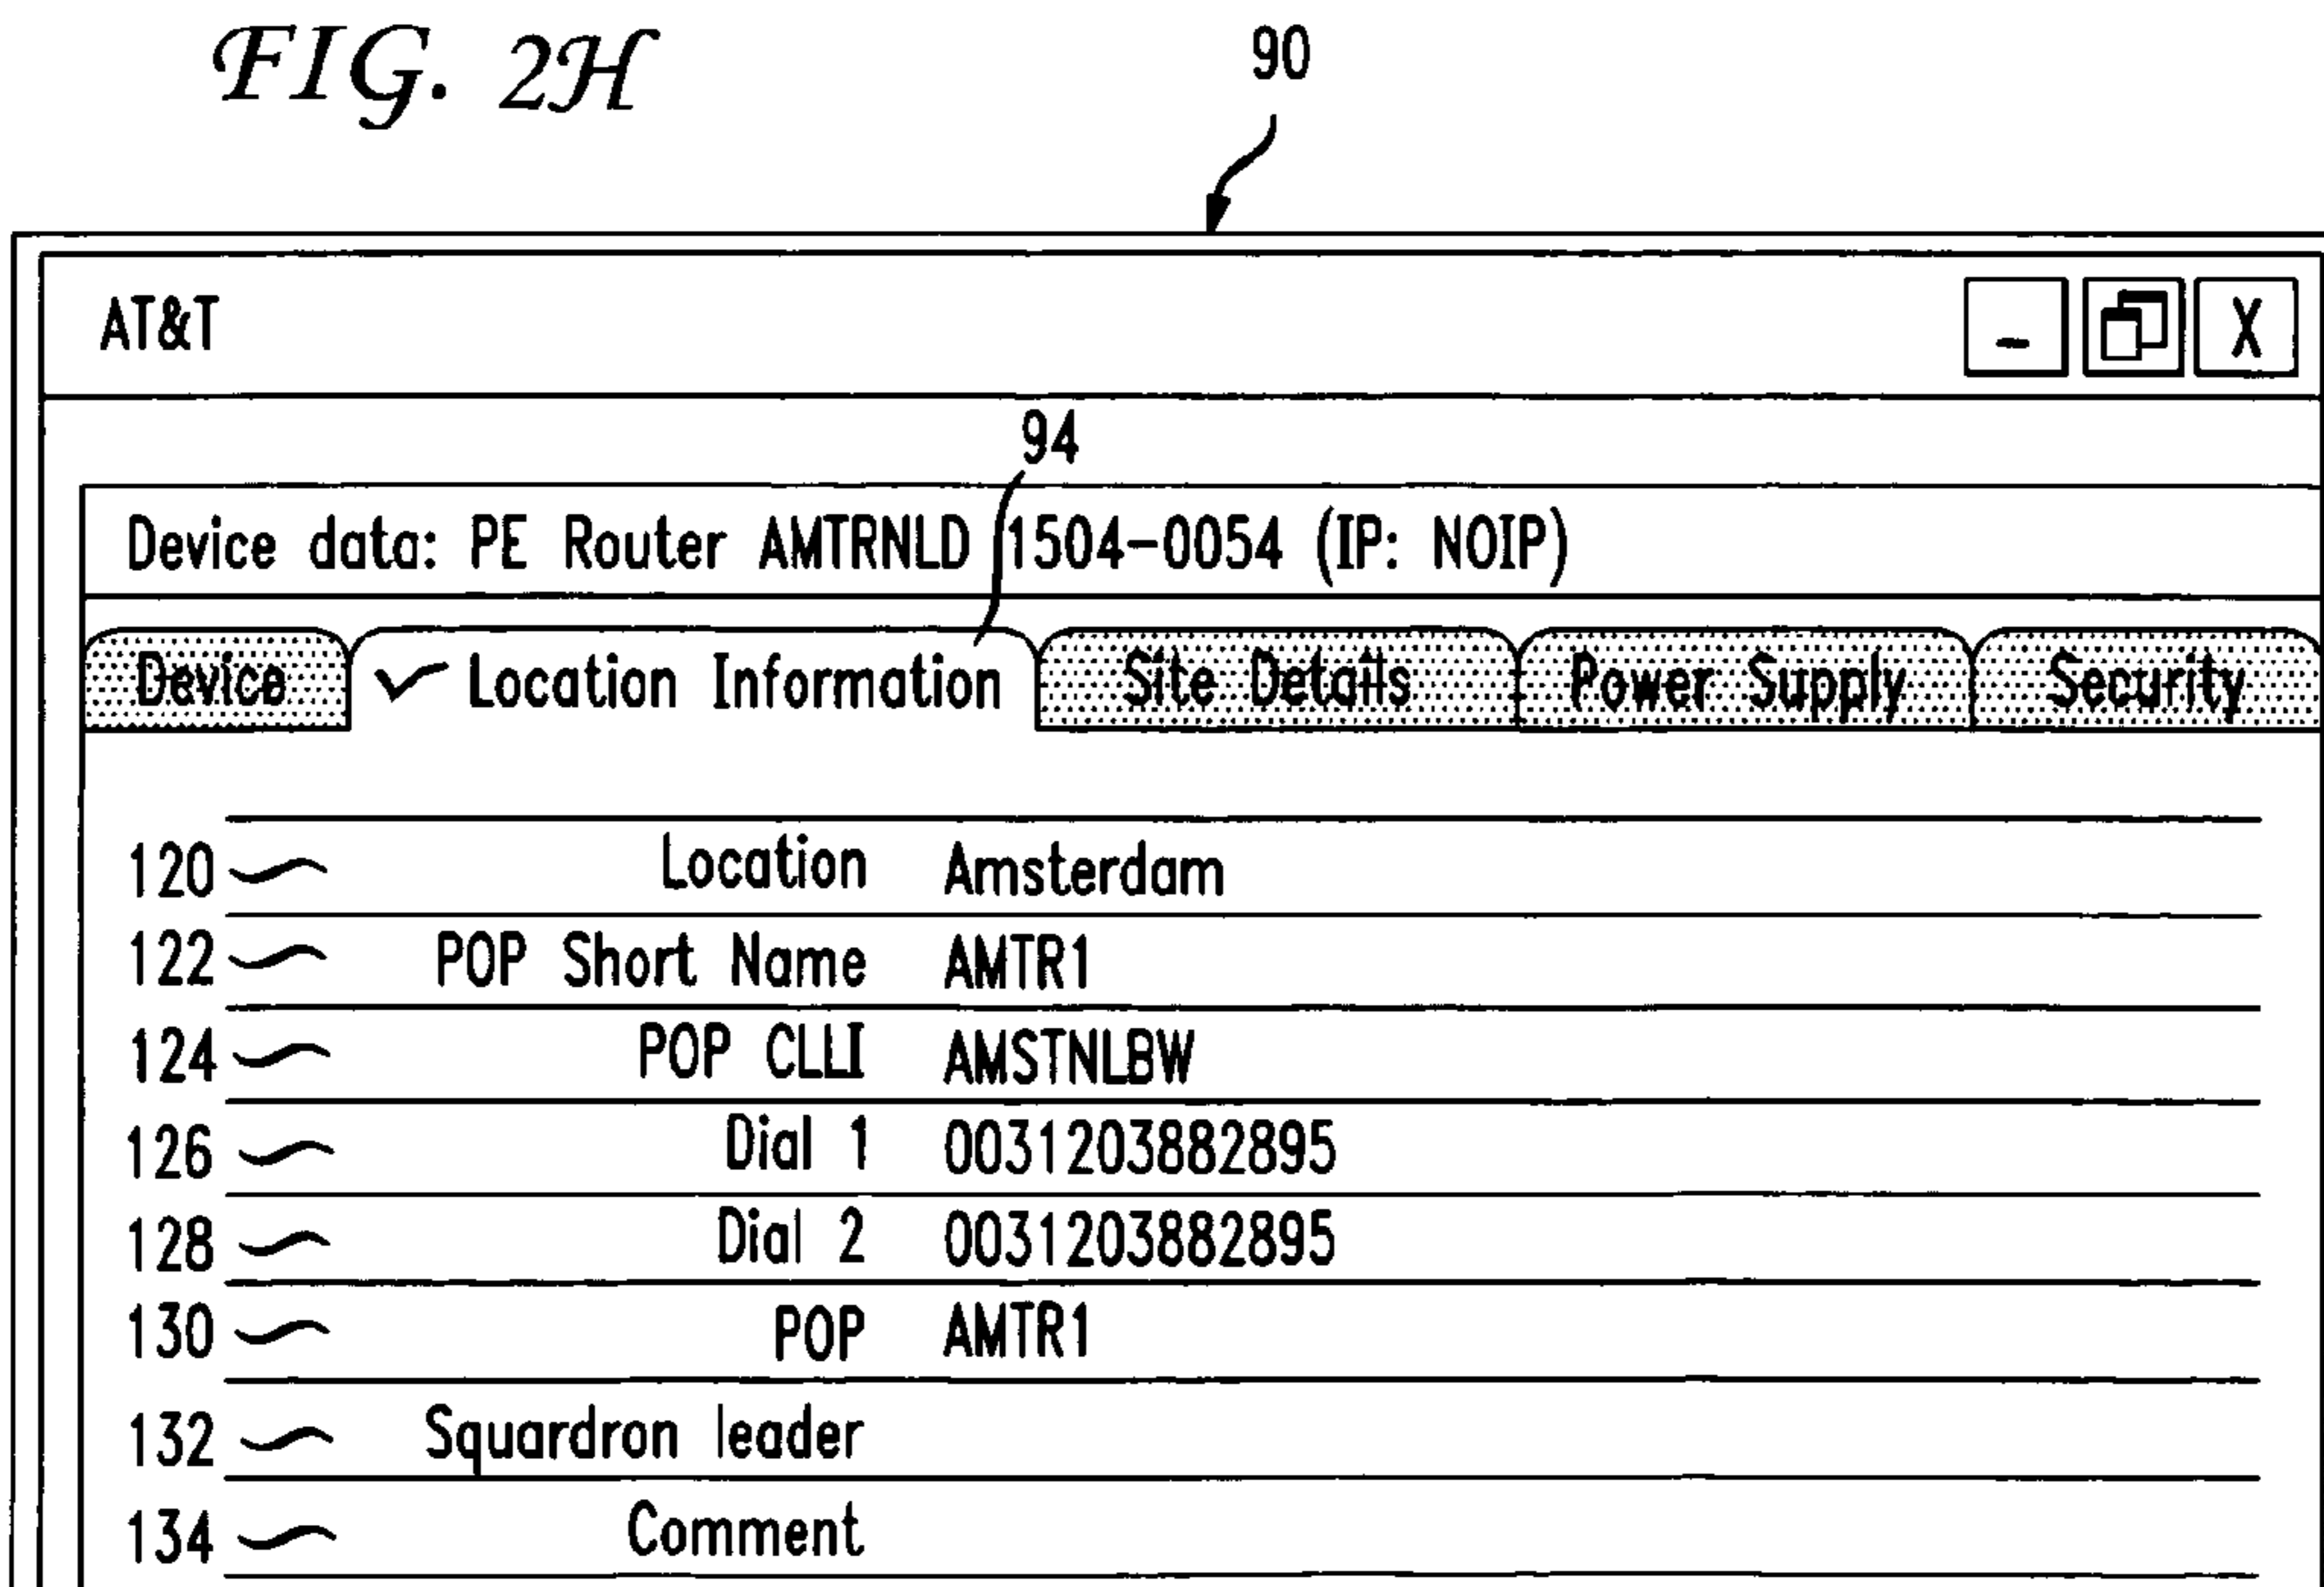 FIG. 2H
90
AT&T
- X
94
Device data: PE Router AMTRNLD 1504-0054 (IP: NOIP)
Device ✓ Location Information Site Details Power Supply Security
120 Location Amsterdam
122 POP Short Name AMTR1
124 POP CLLI AMSTNLBW
126 Dial 1 0031203882895
128 Dial 2 0031203882895
130 POP AMTR1
132 Squardron leader
134 Comment